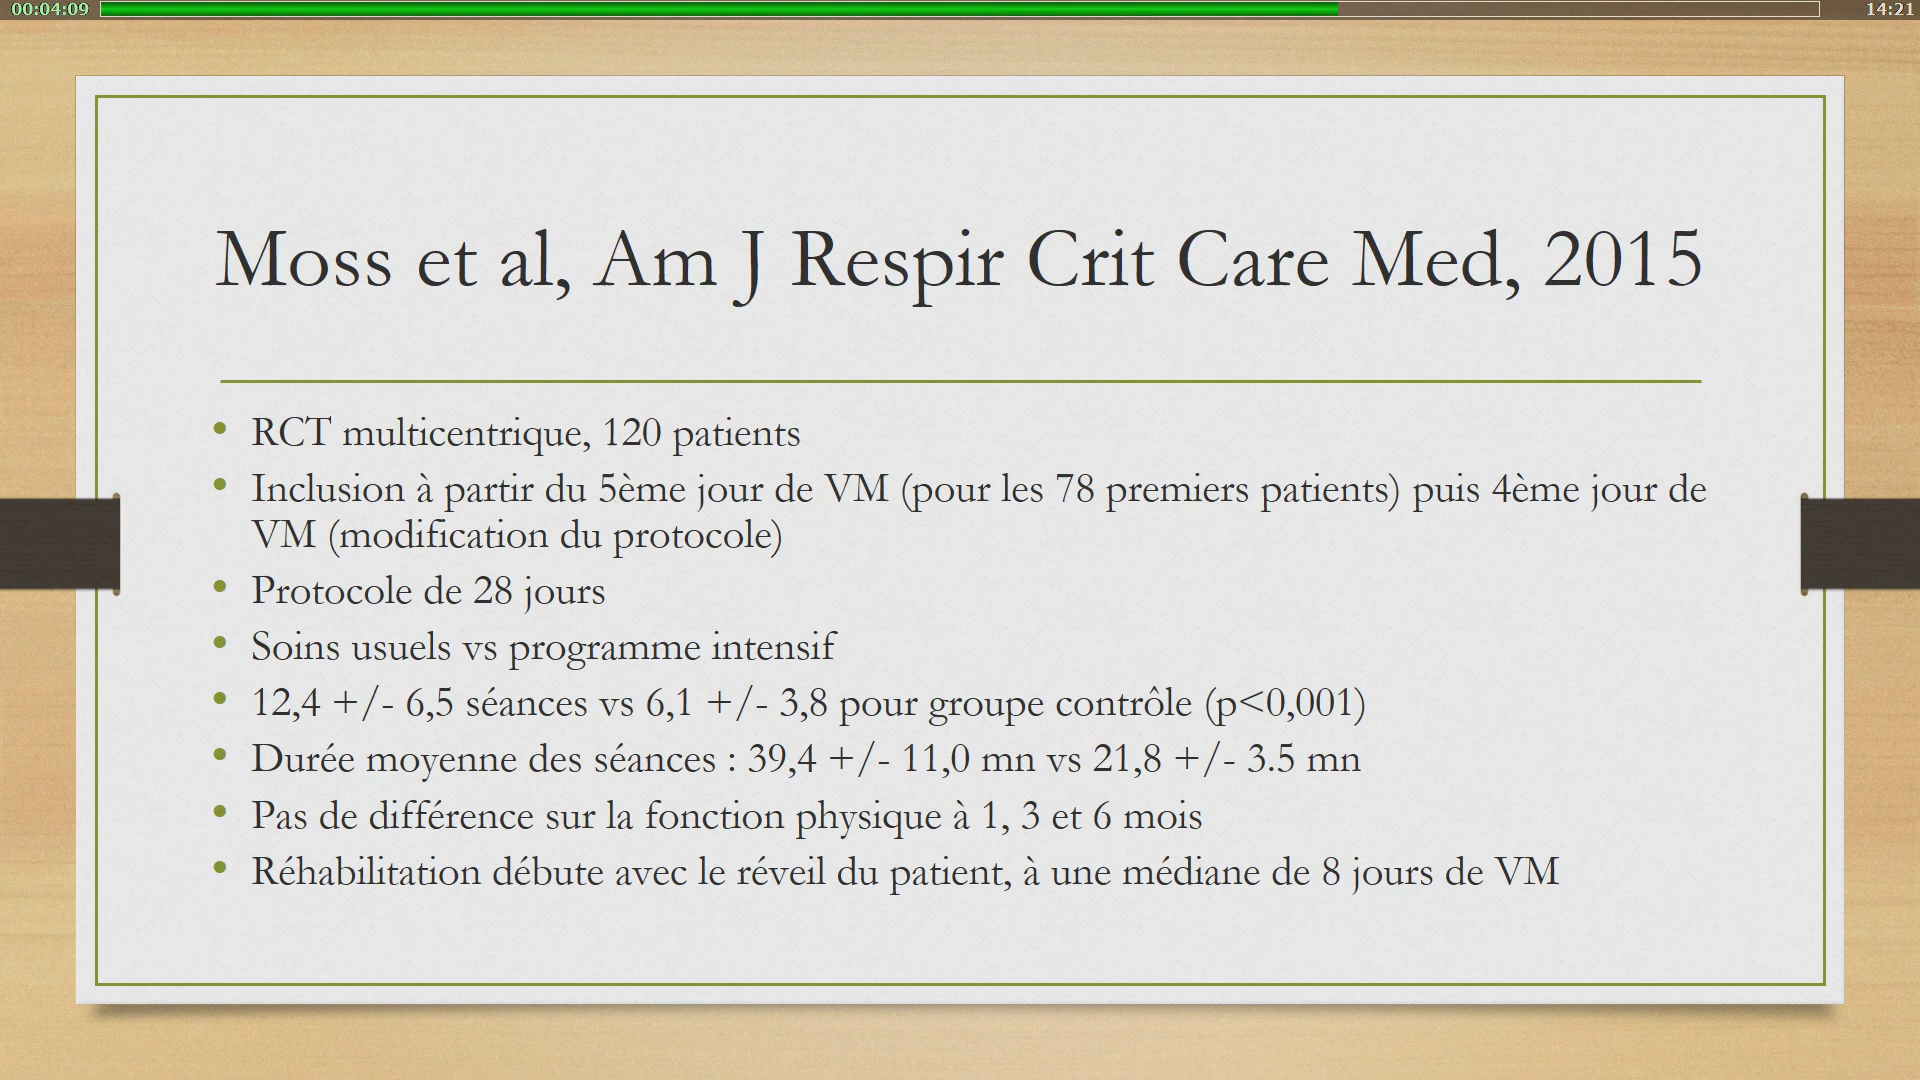 00:04:09
14:21
Moss et al, Am J Respir Crit Care Med, 2015
• RCT multicentrique, 120 patients
• Inclusion à partir du 5ème jour de VM (pour les 78 premiers patients) puis 4ème jour de
VM (modification du protocole)
• Protocole de 28 jours
• Soins usuels vs programme intensif
• 12,4 +/- 6,5 séances vs 6,1 +/- 3,8 pour groupe contrôle (p<0,001)
• Durée moyenne des séances : 39,4 +/- 11,0 mn vs 21,8 +/- 3.5 mn
• Pas de différence sur la fonction physique à 1, 3 et 6 mois
• Réhabilitation débute avec le réveil du patient, à une médiane de 8 jours de VM